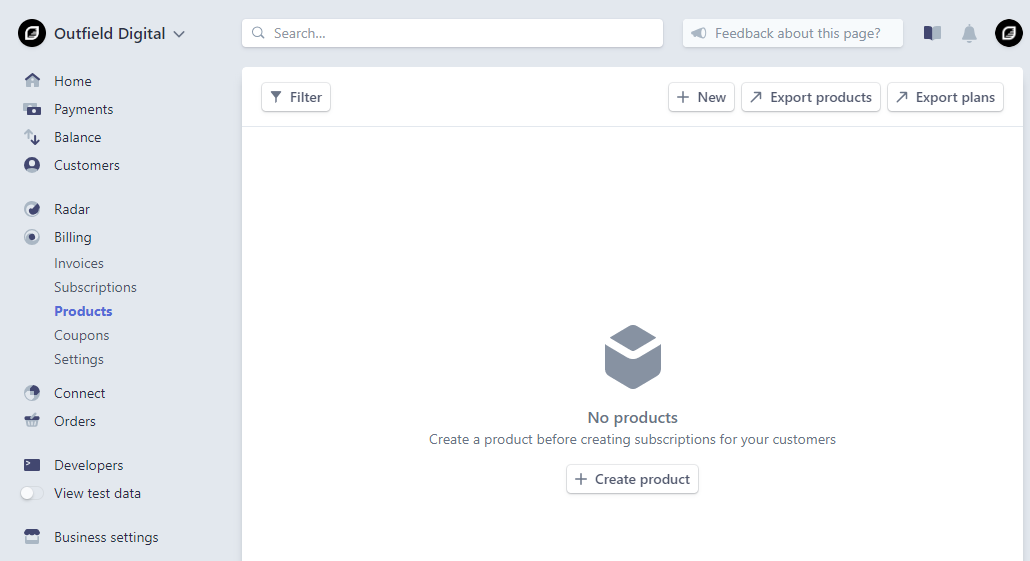 Outfield Digital
Search...
Feedback about this page?
Home
Payments
Balance
Customers
Radar
Billing
Invoices
Subscriptions
Products
Coupons
Settings
Connect
Orders
Developers
View test data
Business settings
Filter
New
Export products
Export plans
No products
Create a product before creating subscriptions for your customers
Create product